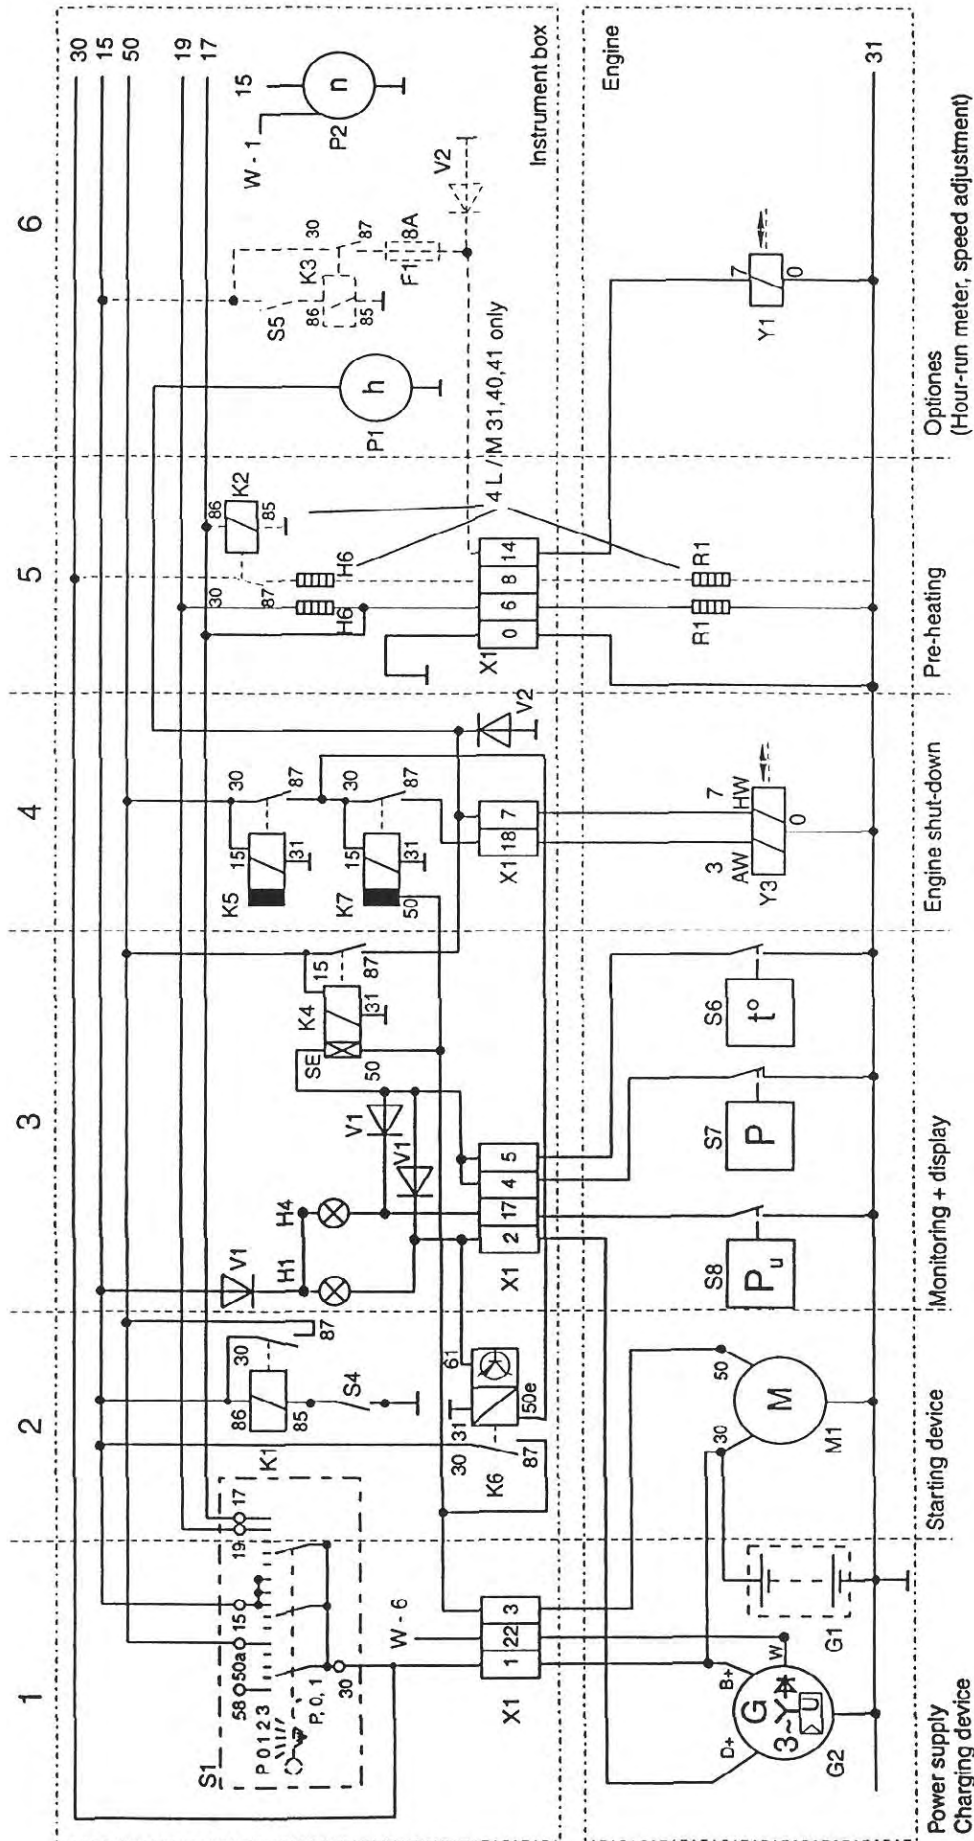 1
2
3
4
5
6
30
15
50
19
17
S1
P 0 1 2 3
P, 0, 1
58
50a
15
19
17
30
W - 6
X1
1
22
3
D+
B+
W
G
3~
U
G2
G1
K1
86
85
30
87
S4
K6
30
87
31
61
50e
30
50
M
M1
V1
H1
H4
V1
V1
SE
50
K4
15
31
87
X1
2
17
4
5
S8
Pu
S7
P
S6
t°
K5
15
31
30
87
K7
50
15
31
30
87
X1
18
7
V2
3
AW
7
HW
Y3
0
30
87
86
K2
85
H6
H6
4 L / M 31,40,41 only
X1
0
6
8
14
R1
R1
P1
h
S5
86
K3
85
30
87
F1
8A
V2
W - 1
15
n
P2
Instrument box
Engine
7
0
Y1
31
Power supply
Charging device
Starting device
Monitoring + display
Engine shut-down
Pre-heating
Optiones
(Hour-run meter, speed adjustment)